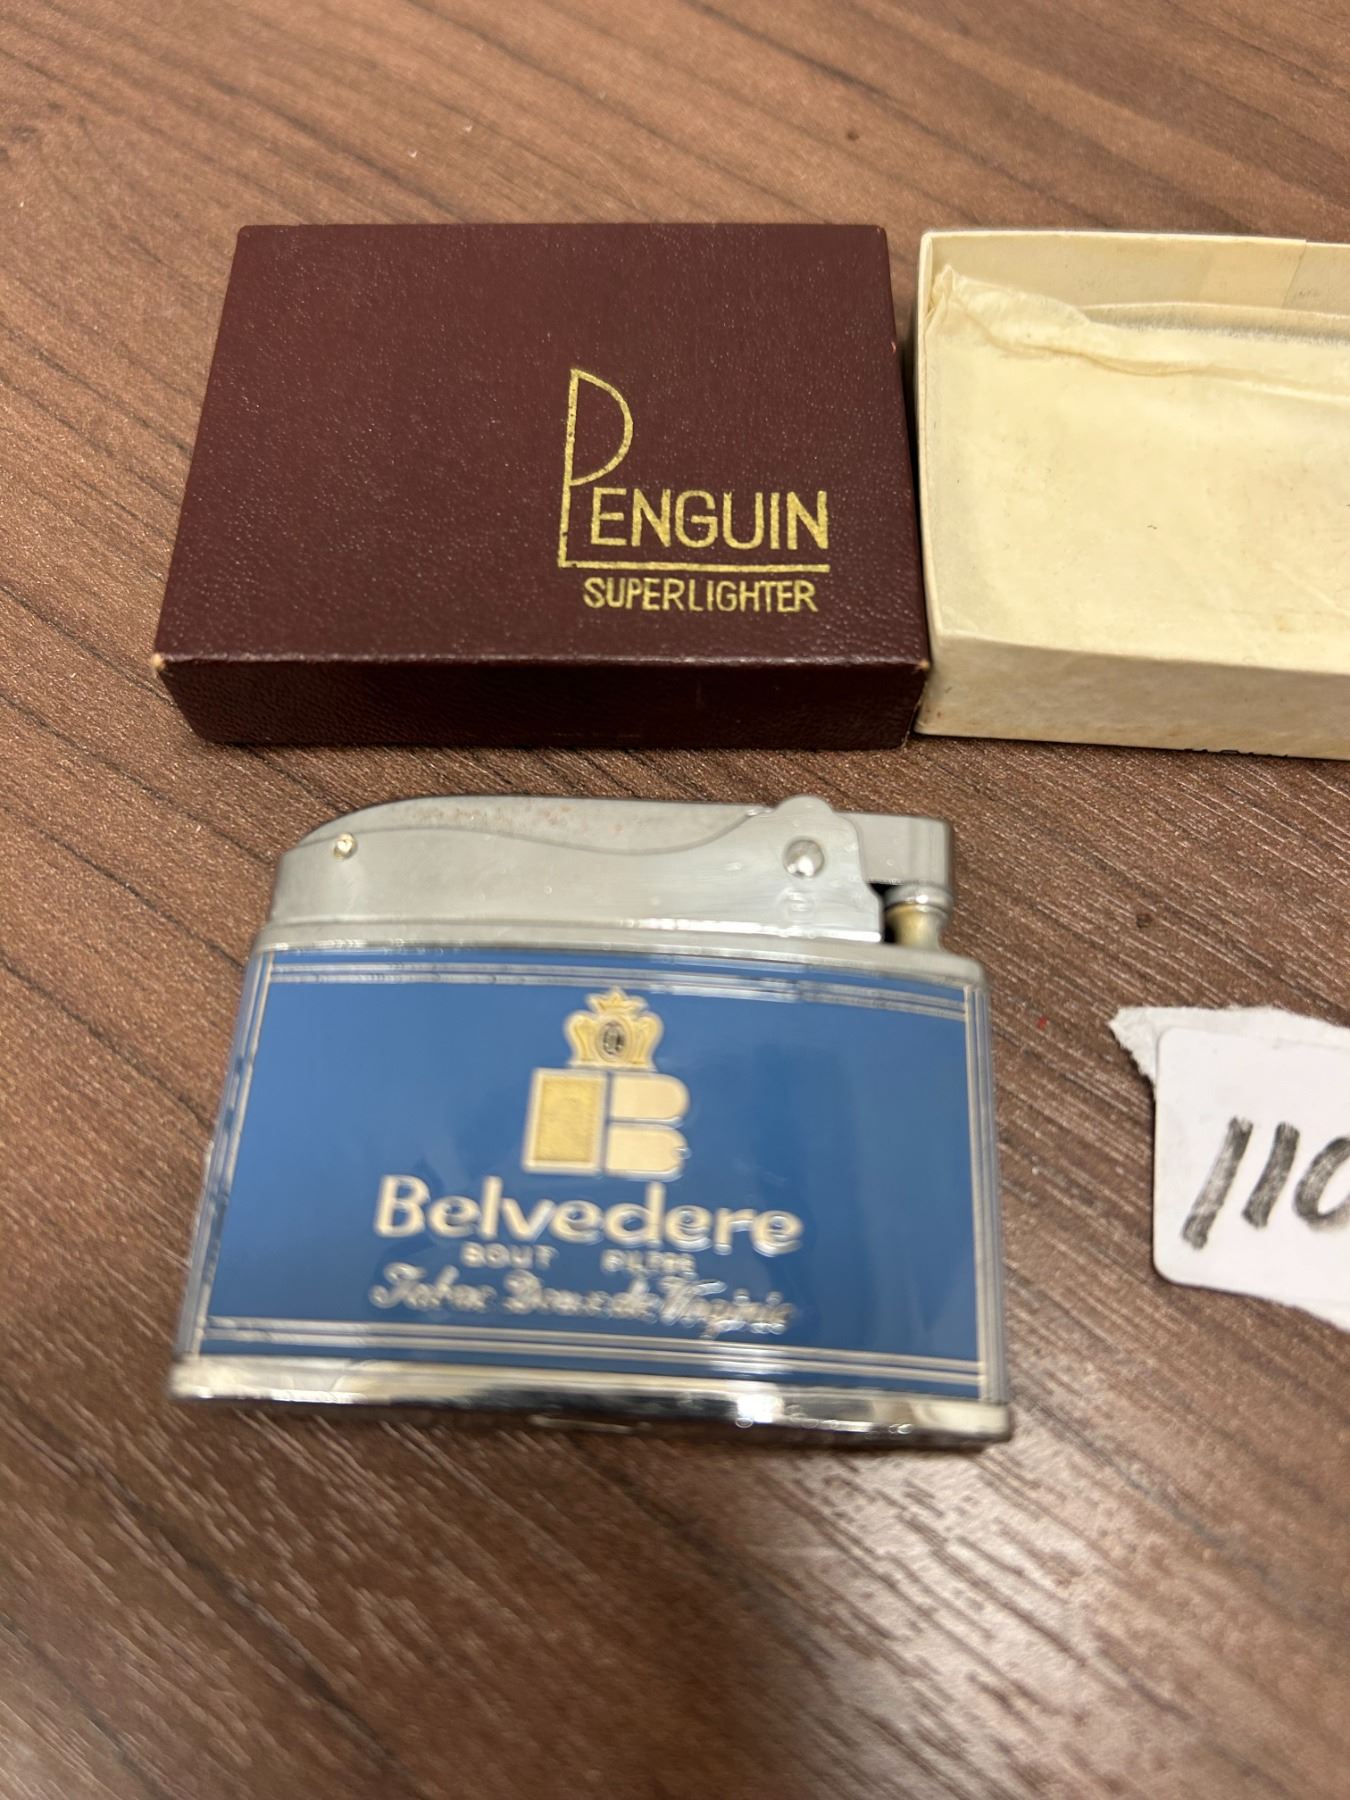 PENGUIN
SUPERLIGHTER
B
Belvedere
BOUT FILTRE
Tabac Doux de Virginie
110